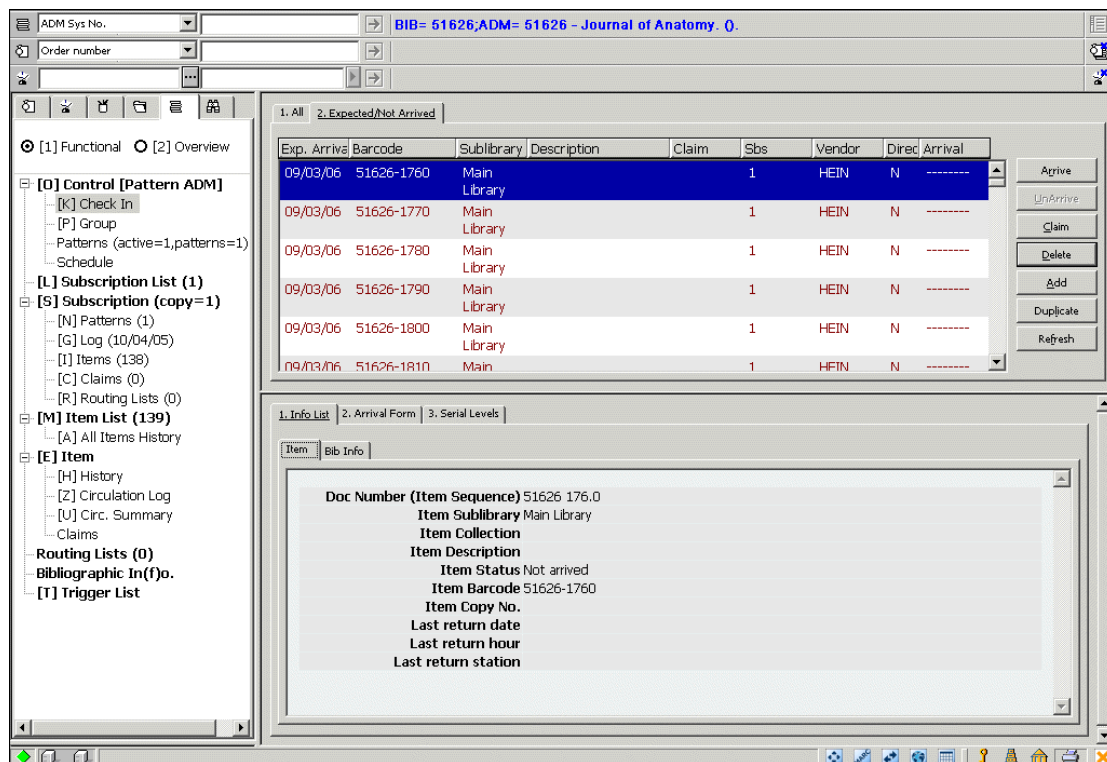 ADM Sys No.
BIB= 51626;ADM= 51626 - Journal of Anatomy. ().
Order number
...
[1] Functional [2] Overview
[O] Control [Pattern ADM]
[K] Check In
[P] Group
Patterns (active=1,patterns=1)
Schedule
[L] Subscription List (1)
[S] Subscription (copy=1)
[N] Patterns (1)
[G] Log (10/04/05)
[I] Items (138)
[C] Claims (0)
[R] Routing Lists (0)
[M] Item List (139)
[A] All Items History
[E] Item
[H] History
[Z] Circulation Log
[U] Circ. Summary
Claims
Routing Lists (0)
Bibliographic In(f)o.
[T] Trigger List
1. All 2. Expected/Not Arrived
Exp. Arriva Barcode Sublibrary Description Claim Sbs Vendor Direc Arrival
09/03/06 51626-1760 Main 1 HEIN N --------
Library
09/03/06 51626-1770 Main 1 HEIN N --------
Library
09/03/06 51626-1780 Main 1 HEIN N --------
Library
09/03/06 51626-1790 Main 1 HEIN N --------
Library
09/03/06 51626-1800 Main 1 HEIN N --------
Library
09/03/06 51626-1810 Main 1 HEIN N --------
Arrive
UnArrive
Claim
Delete
Add
Duplicate
Refresh
1. Info List 2. Arrival Form 3. Serial Levels
Item Bib Info
Doc Number (Item Sequence) 51626 176.0
Item Sublibrary Main Library
Item Collection
Item Description
Item Status Not arrived
Item Barcode 51626-1760
Item Copy No.
Last return date
Last return hour
Last return station